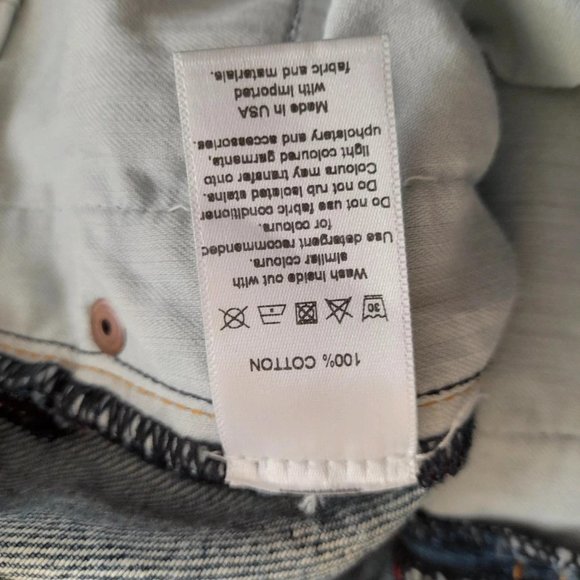 100% COTTON
30
Wash inside out with
similar colours.
Use detergent recommended
for colours.
Do not use fabric conditioner
Do not rub isolated stains.
Colours may transfer onto
light coloured garments,
upholstery and accessories.
Made in USA
with imported
fabric and materials.